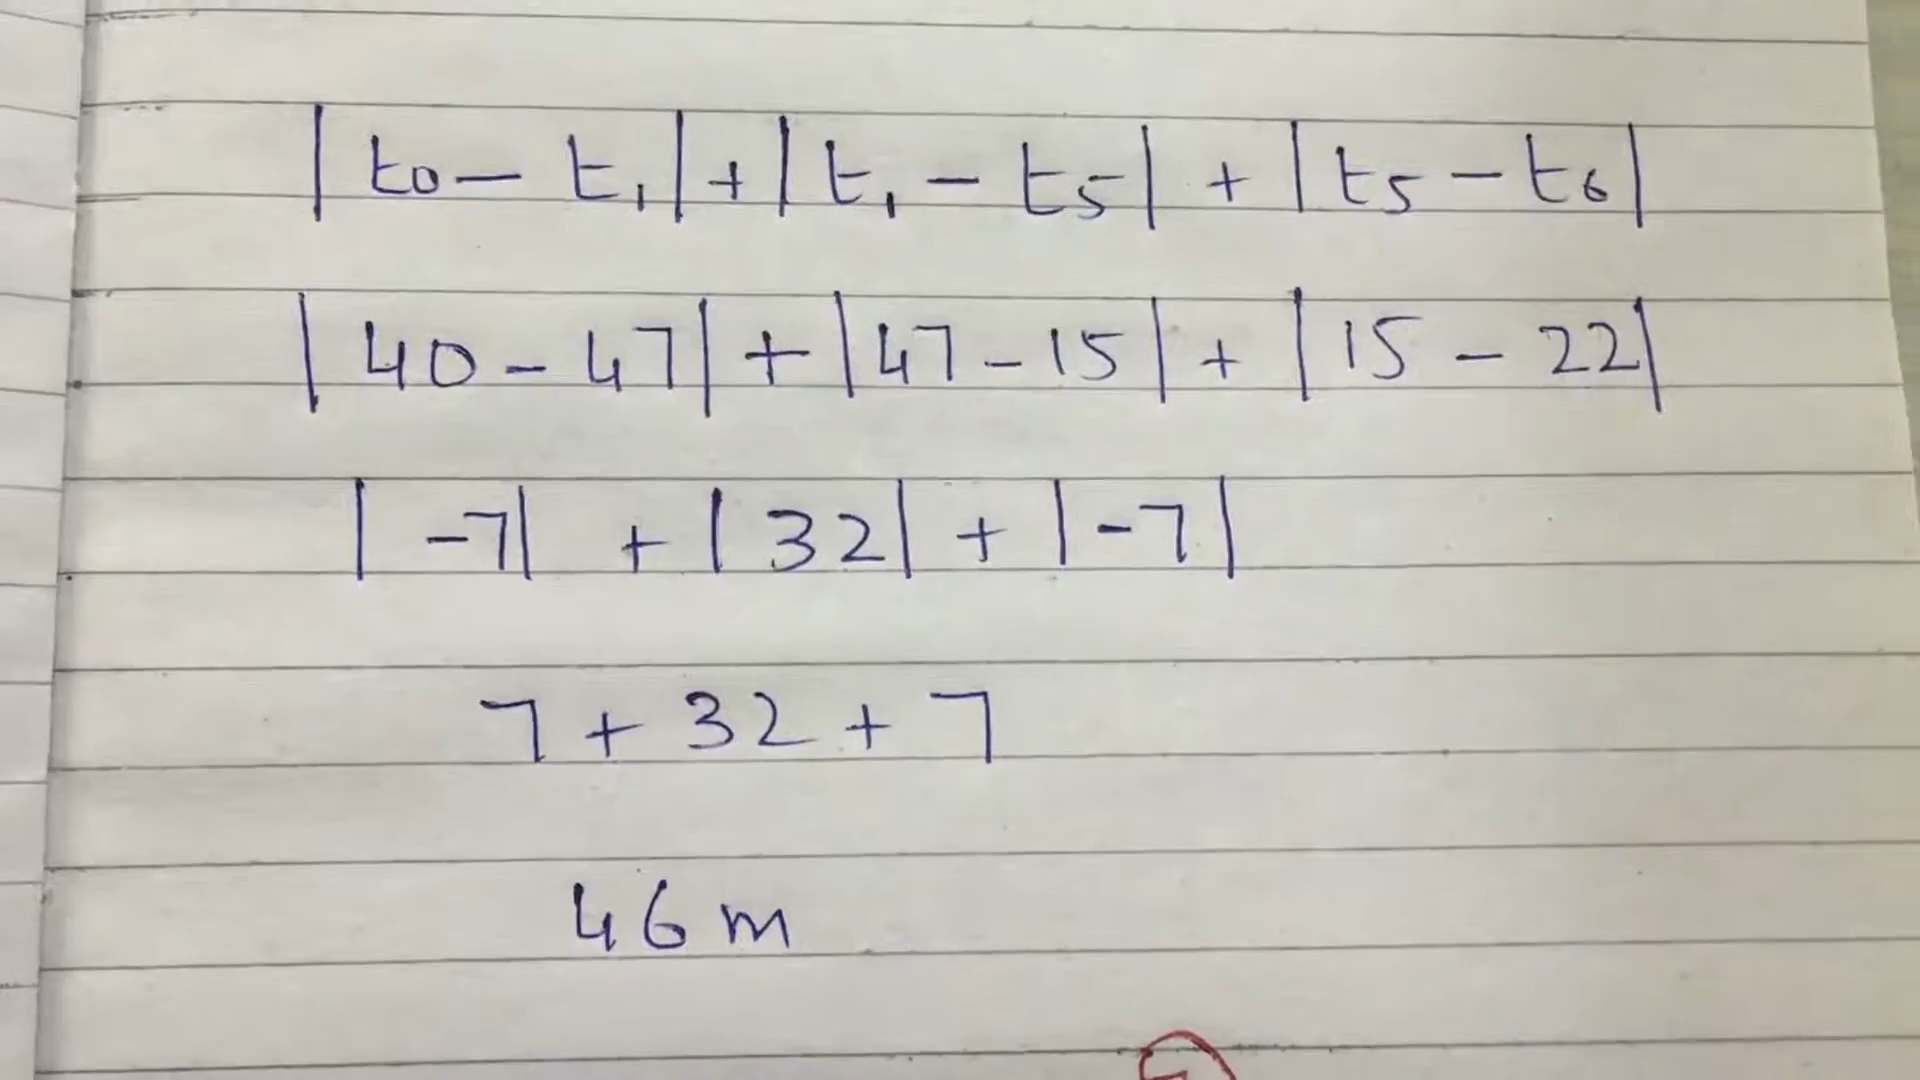 |t0 - t1| + |t1 - t5| + |t5 - t6|
|40 - 47| + |47 - 15| + |15 - 22|
|-7| + |32| + |-7|
7 + 32 + 7
46 m